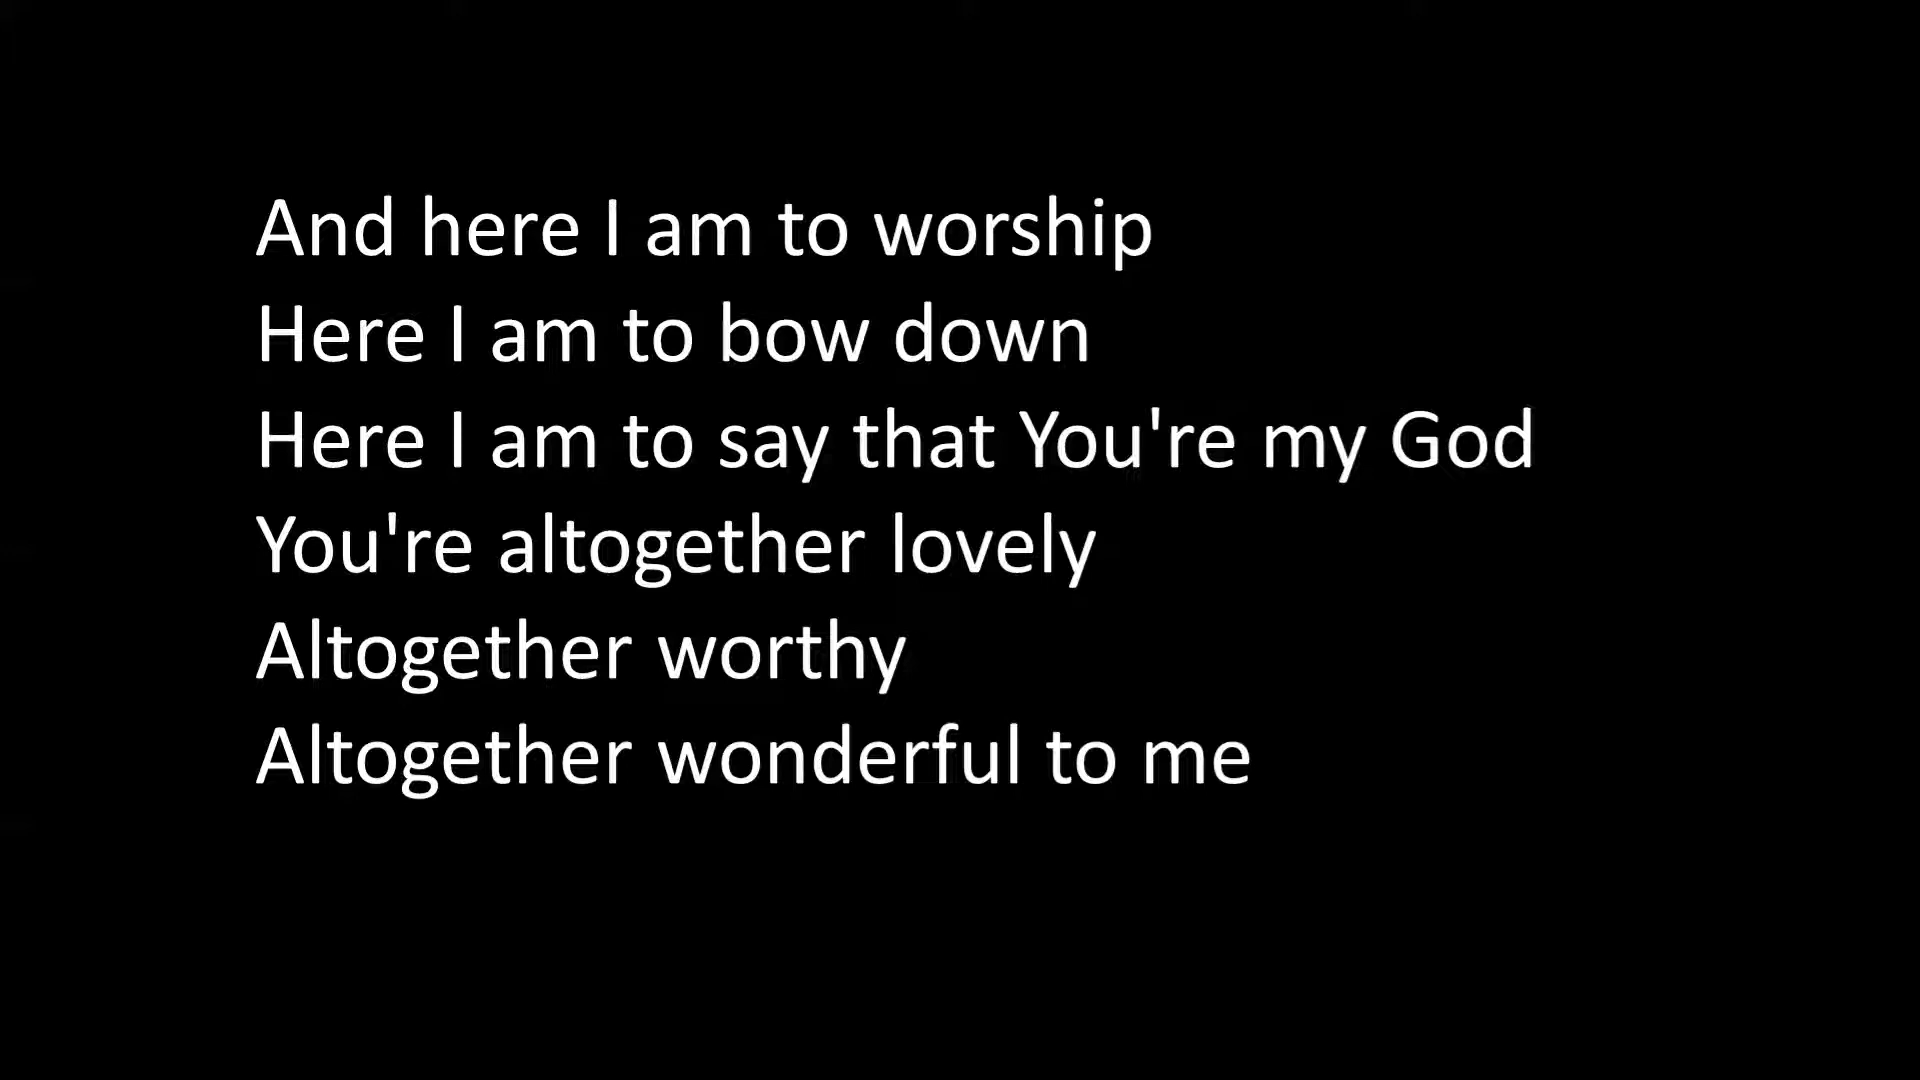 And here I am to worship
Here I am to bow down
Here I am to say that You're my God
You're altogether lovely
Altogether worthy
Altogether wonderful to me